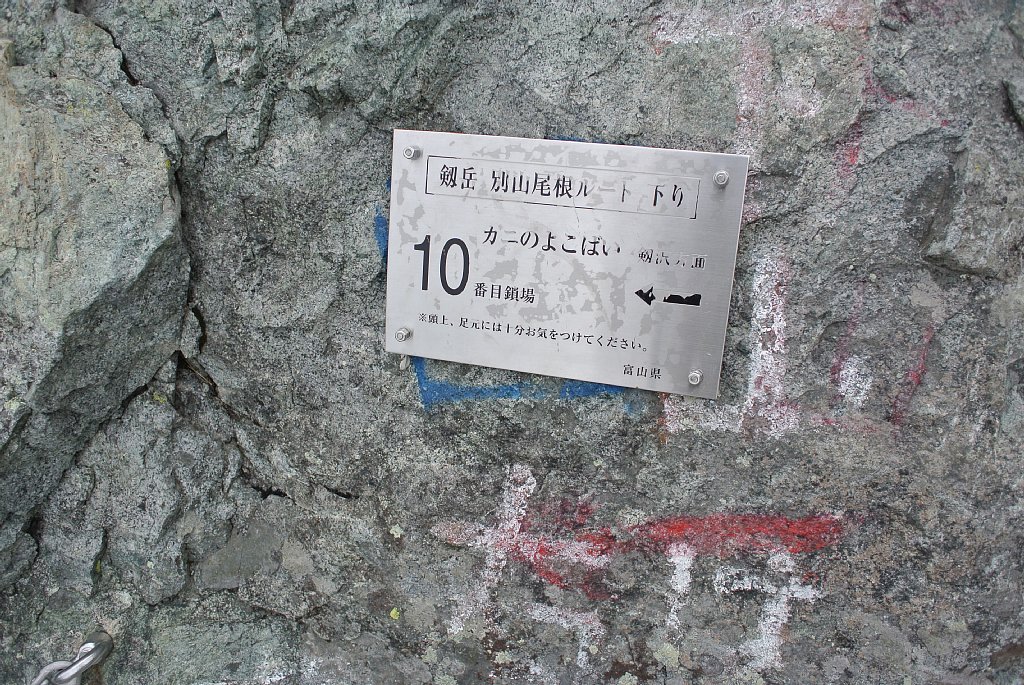 剱岳 別山尾根ルート 下り
カニのよこばい
10番目鎖場
※頭上、足元には十分お気をつけてください。
富山県